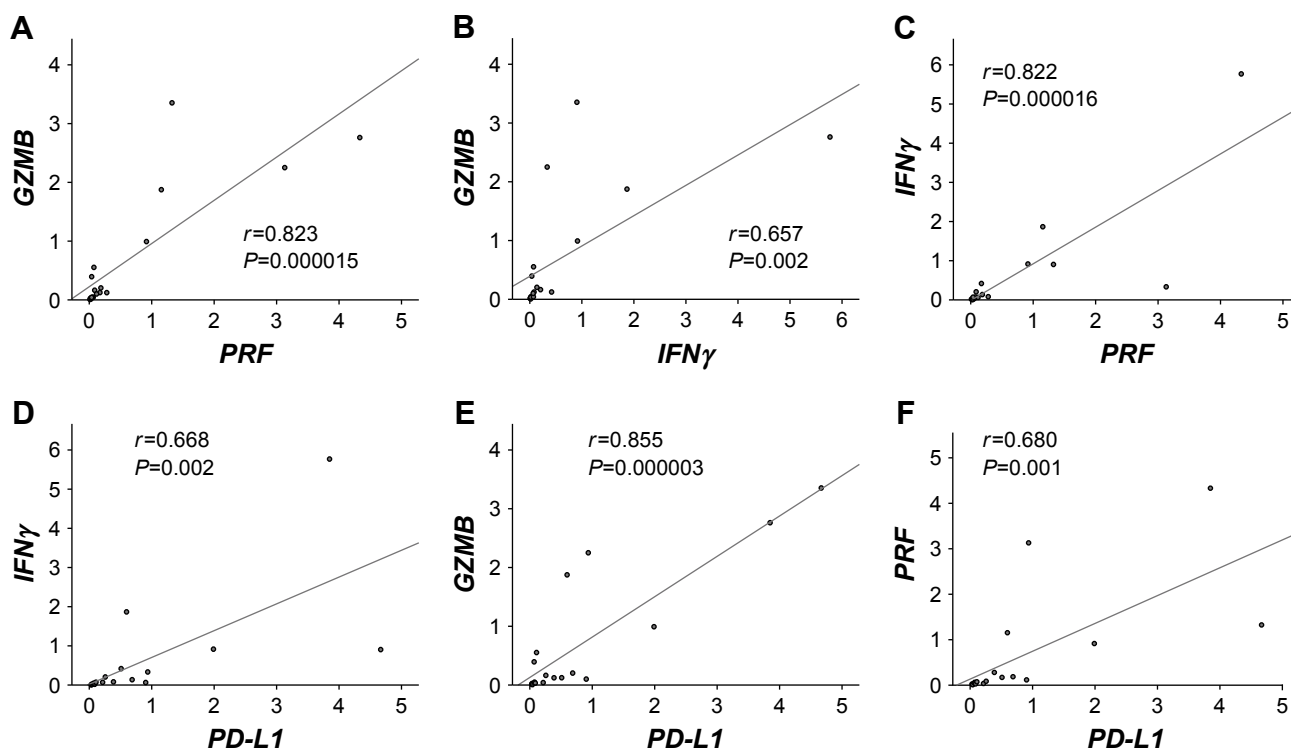 A
4
3
2
1
0
GZMB
r=0.823
P=0.000015
0 1 2 3 4 5
PRF
B
4
3
2
1
0
GZMB
r=0.657
P=0.002
0 1 2 3 4 5 6
IFNγ
C
6
5
4
3
2
1
0
IFNγ
r=0.822
P=0.000016
0 1 2 3 4 5
PRF
D
6
5
4
3
2
1
0
IFNγ
r=0.668
P=0.002
0 1 2 3 4 5
PD-L1
E
4
3
2
1
0
GZMB
r=0.855
P=0.000003
0 1 2 3 4 5
PD-L1
F
5
4
3
2
1
0
PRF
r=0.680
P=0.001
0 1 2 3 4 5
PD-L1